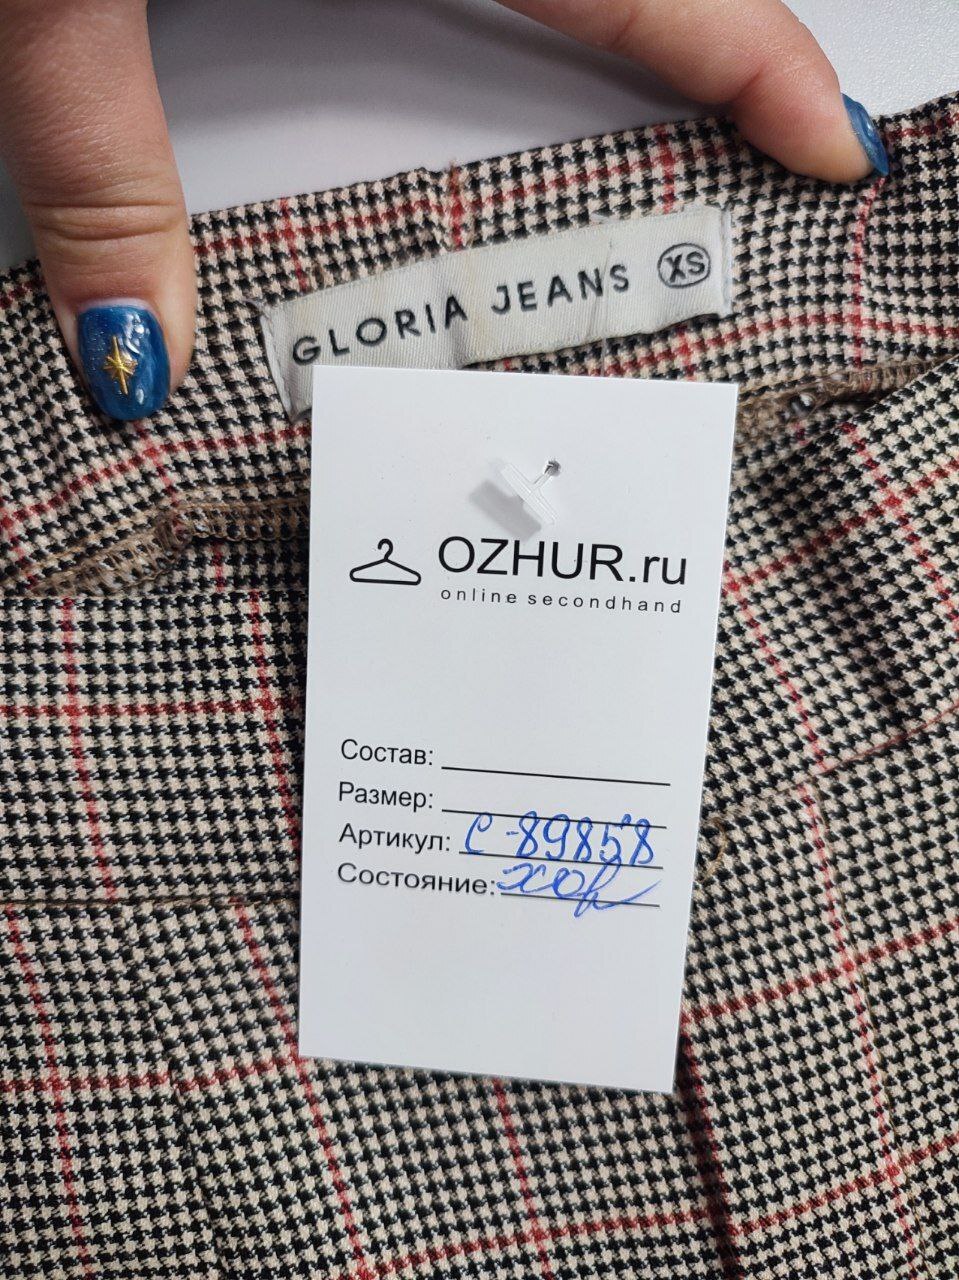 GLORIA JEANS XS
OZHUR.ru
online secondhand
Состав:
Размер:
Артикул: С-89858
Состояние: хор